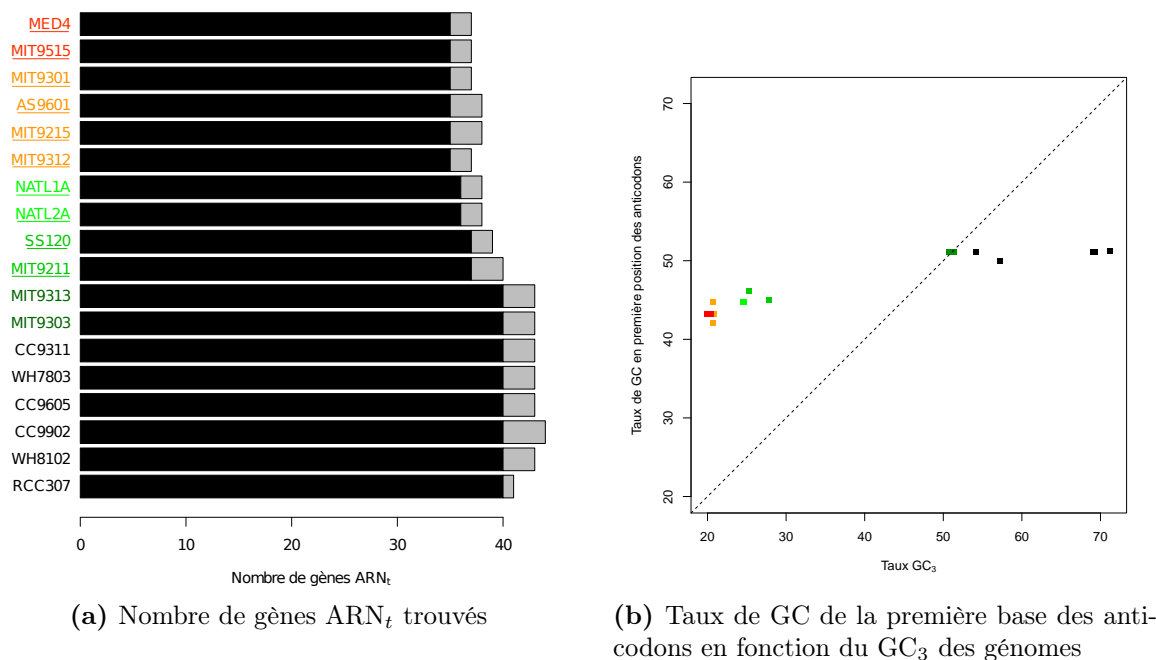 MED4
MIT9515
MIT9301
AS9601
MIT9215
MIT9312
NATL1A
NATL2A
SS120
MIT9211
MIT9313
MIT9303
CC9311
WH7803
CC9605
CC9902
WH8102
RCC307
0 10 20 30 40
Nombre de gènes ARNₜ
(a) Nombre de gènes ARNₜ trouvés
Taux de GC en première position des anticodons
70
60
50
40
30
20
20 30 40 50 60 70
Taux GC₃
(b) Taux de GC de la première base des anti-
codons en fonction du GC₃ des génomes